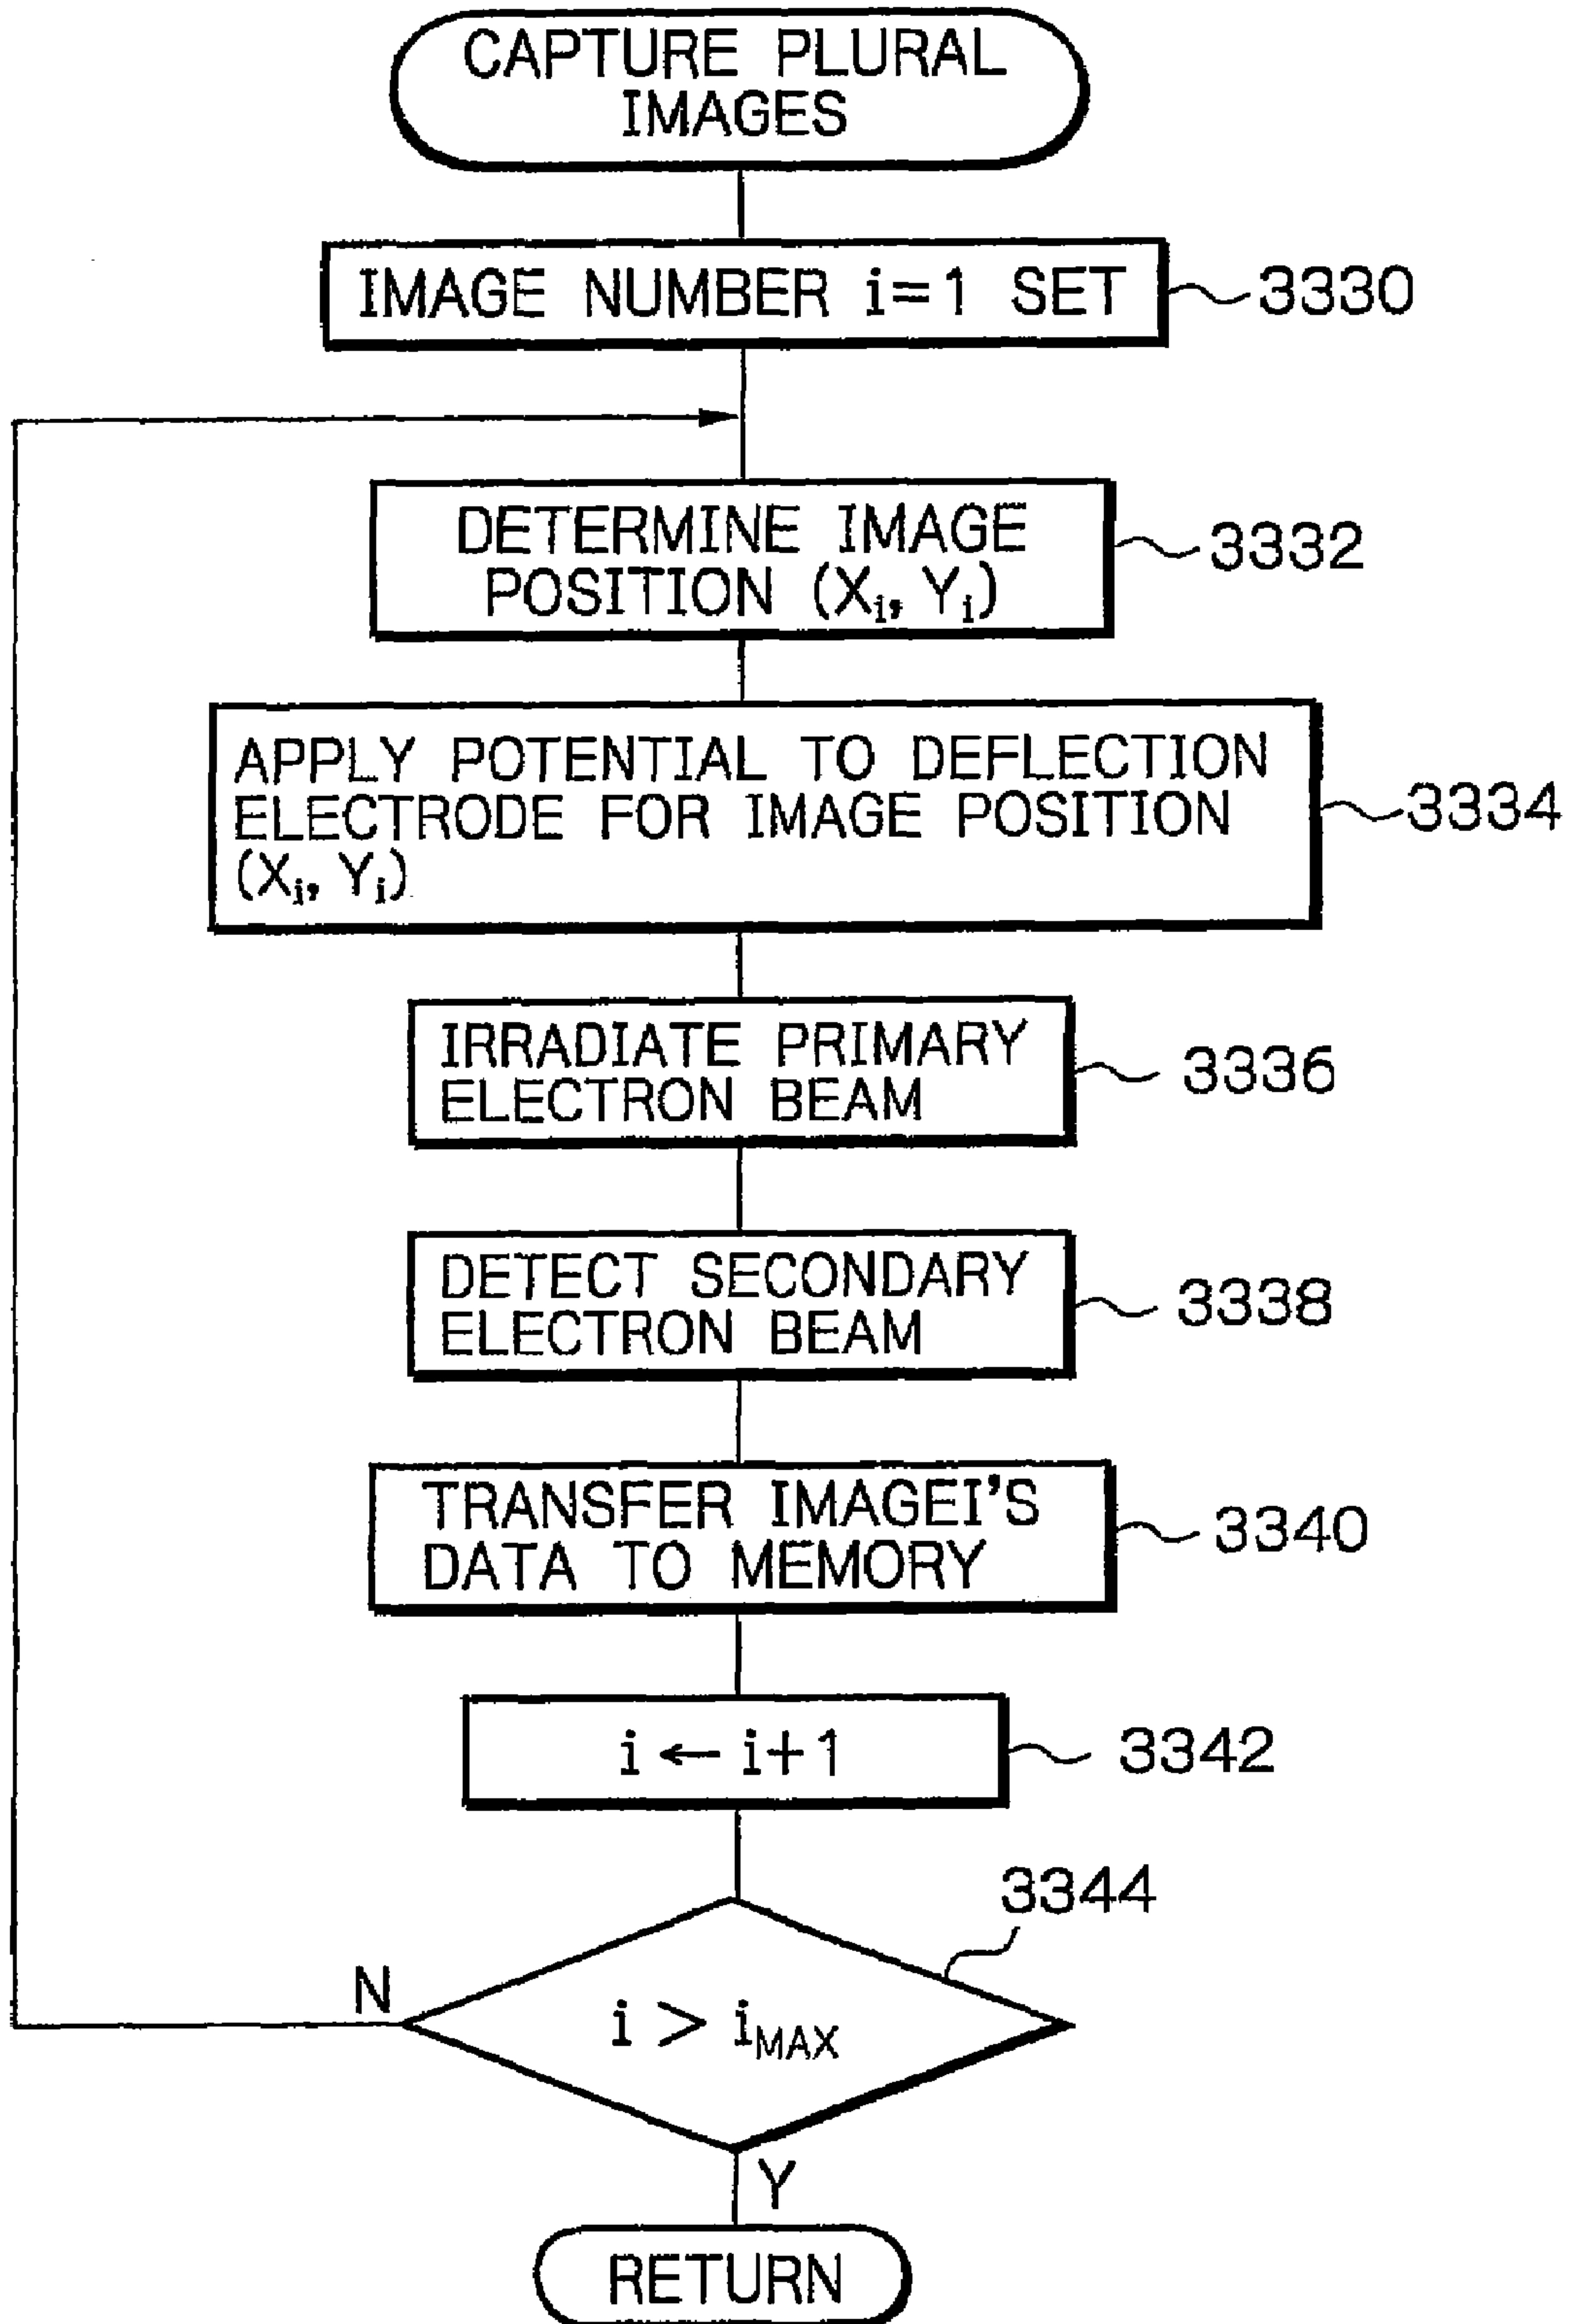 CAPTURE PLURAL
IMAGES
IMAGE NUMBER i=1 SET
3330
DETERMINE IMAGE
POSITION (Xi, Yi)
3332
APPLY POTENTIAL TO DEFLECTION
ELECTRODE FOR IMAGE POSITION
(Xi, Yi)
3334
IRRADIATE PRIMARY
ELECTRON BEAM
3336
DETECT SECONDARY
ELECTRON BEAM
3338
TRANSFER IMAGEI'S
DATA TO MEMORY
3340
i ← i+1
3342
3344
N
i > iMAX
Y
RETURN